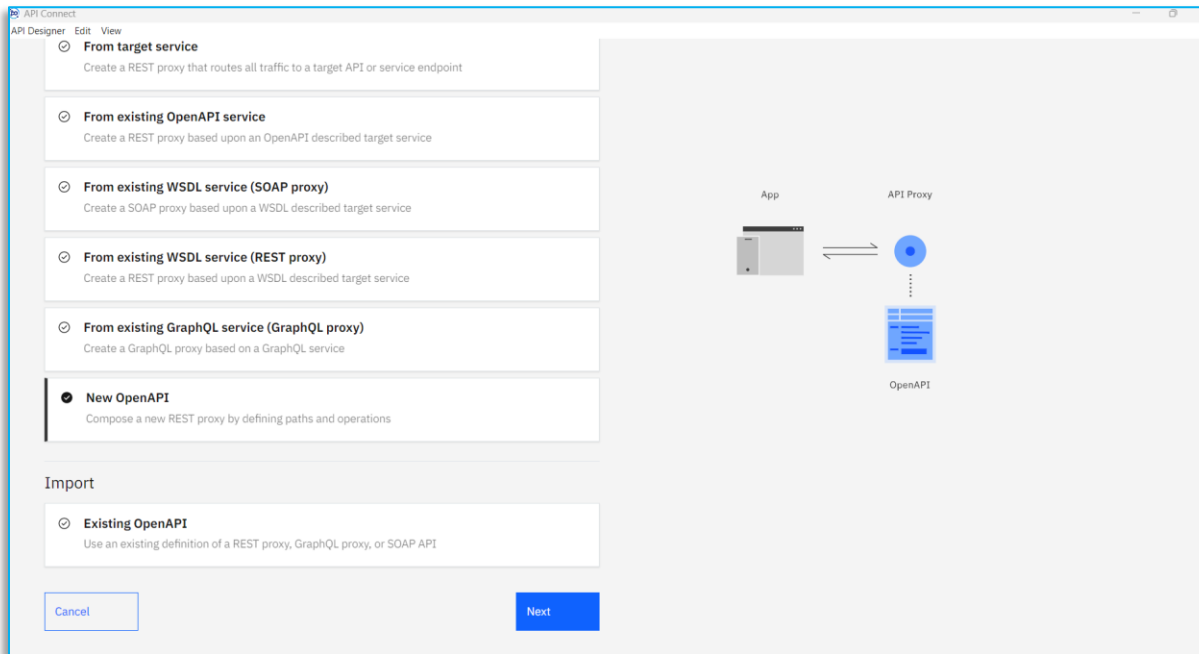 API Connect
API Designer Edit View
From target service
Create a REST proxy that routes all traffic to a target API or service endpoint
From existing OpenAPI service
Create a REST proxy based upon an OpenAPI described target service
From existing WSDL service (SOAP proxy)
Create a SOAP proxy based upon a WSDL described target service
From existing WSDL service (REST proxy)
Create a REST proxy based upon a WSDL described target service
From existing GraphQL service (GraphQL proxy)
Create a GraphQL proxy based on a GraphQL service
New OpenAPI
Compose a new REST proxy by defining paths and operations
Import
Existing OpenAPI
Use an existing definition of a REST proxy, GraphQL proxy, or SOAP API
Cancel
Next
App
API Proxy
OpenAPI